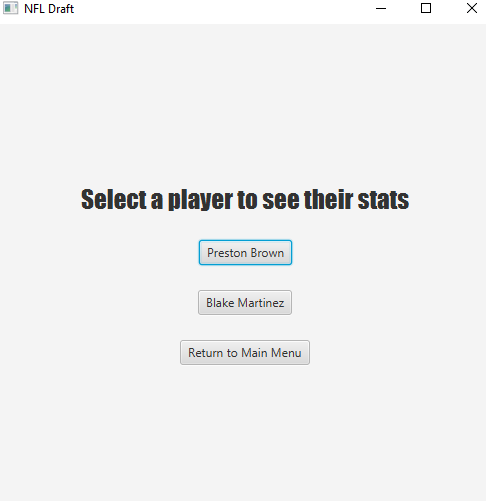 NFL Draft
Select a player to see their stats
Preston Brown
Blake Martinez
Return to Main Menu